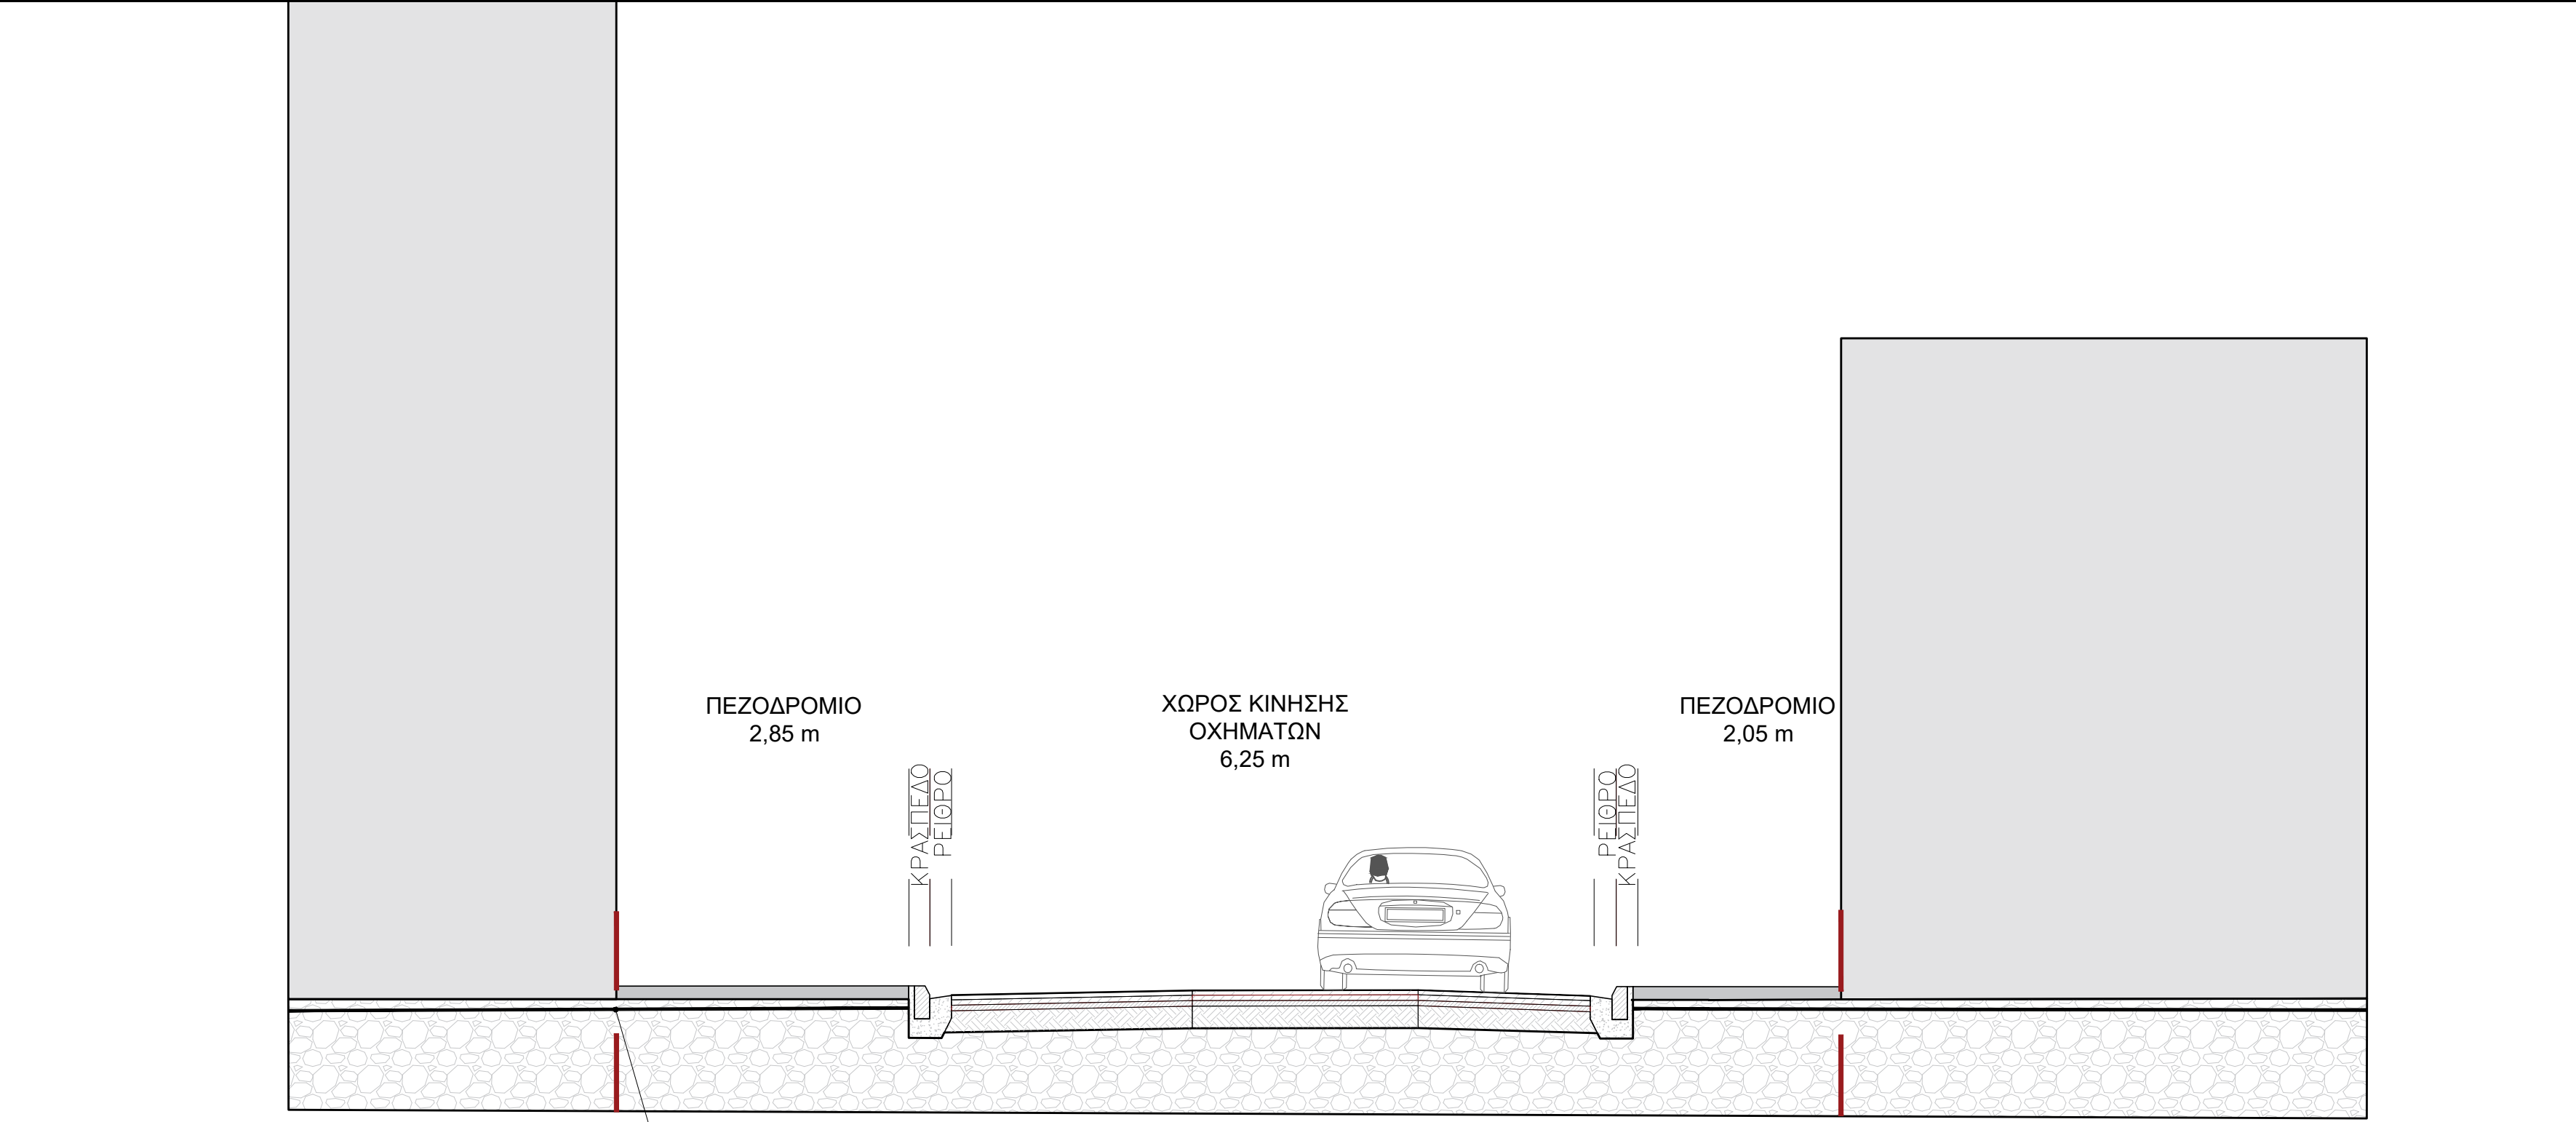 ΠΕΖΟΔΡΟΜΙΟ
2,85 m
ΚΡΑΣΠΕΔΟ
ΡΕΙΘΡΟ
ΧΩΡΟΣ ΚΙΝΗΣΗΣ
ΟΧΗΜΑΤΩΝ
6,25 m
ΡΕΙΘΡΟ
ΚΡΑΣΠΕΔΟ
ΠΕΖΟΔΡΟΜΙΟ
2,05 m